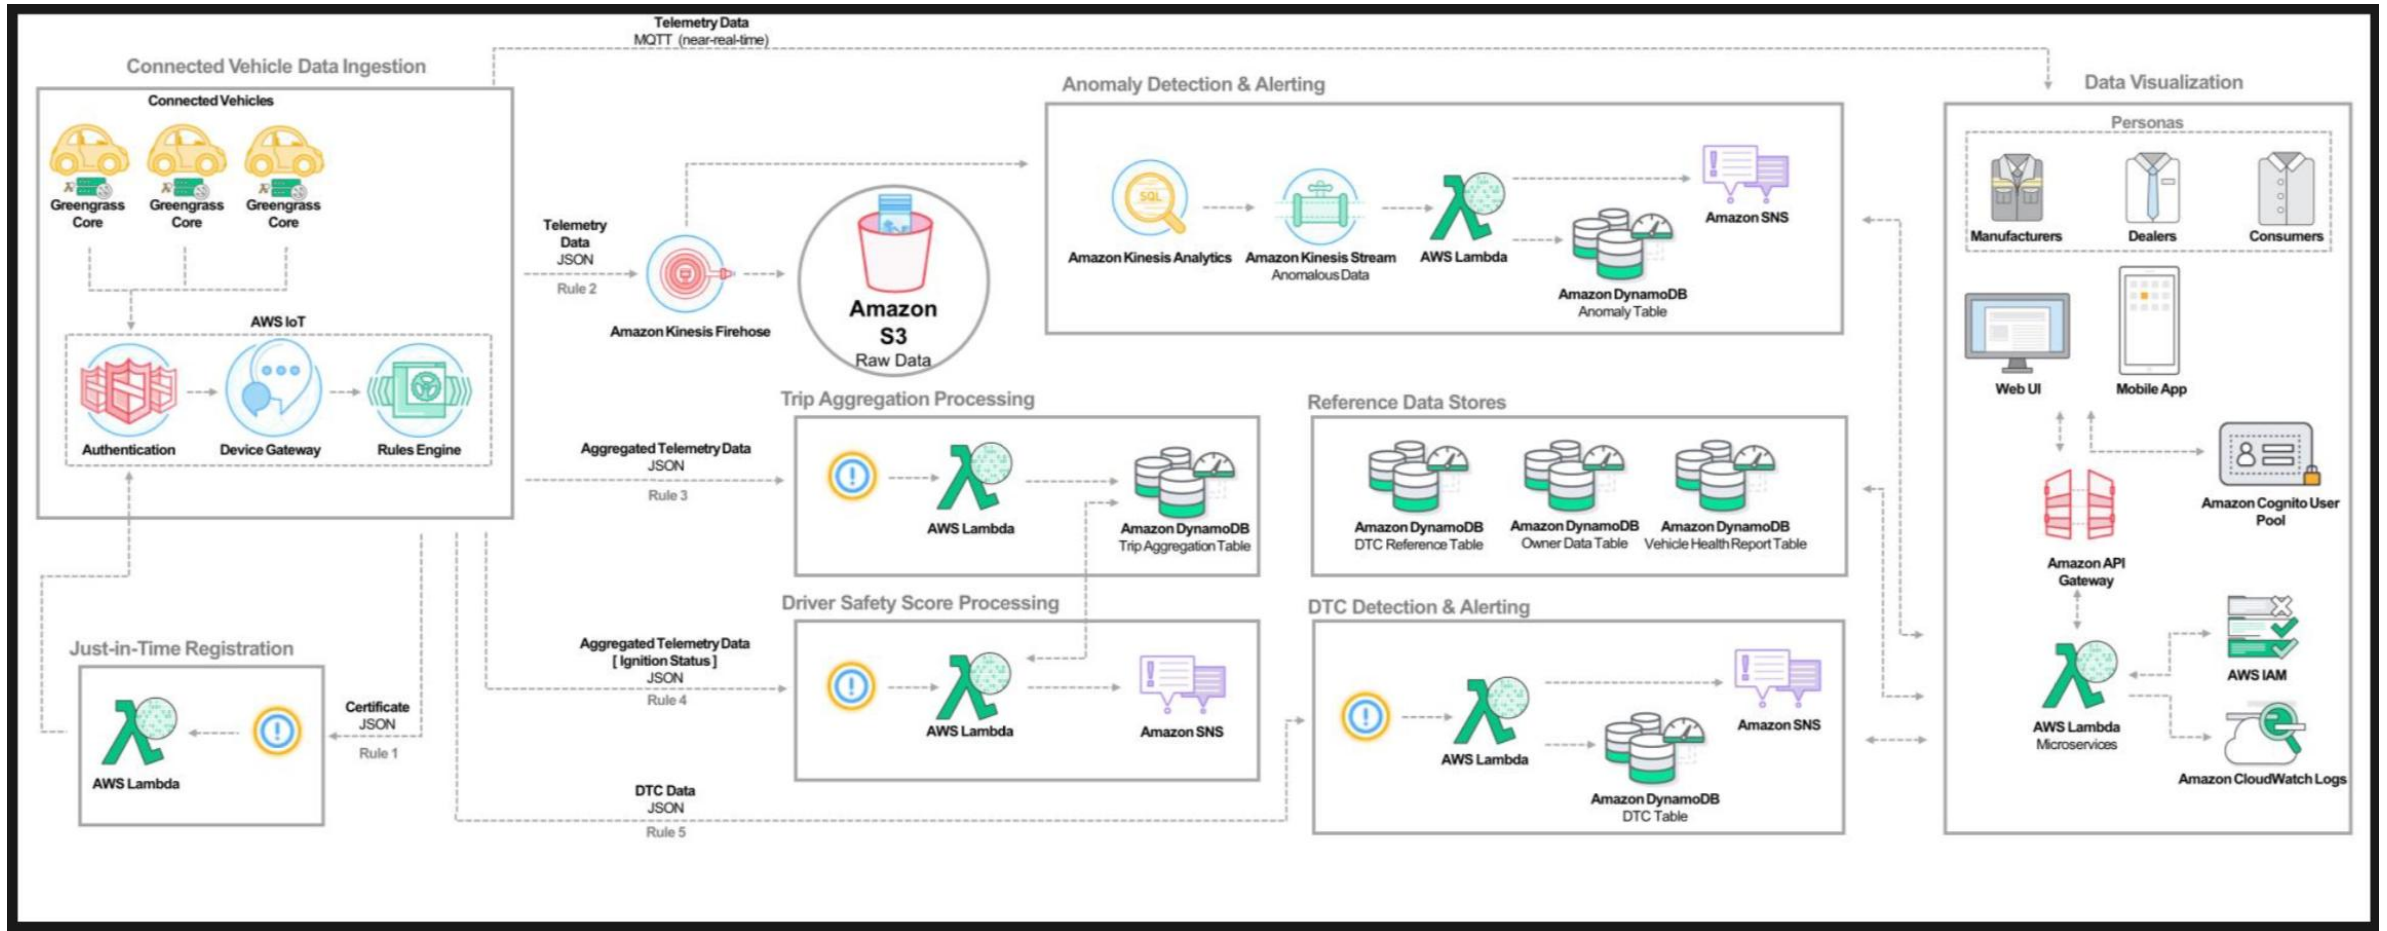 Telemetry Data
MQTT (near-real-time)
Connected Vehicle Data Ingestion
Connected Vehicles
Greengrass
Core
Greengrass
Core
Greengrass
Core
AWS IoT
Authentication
Device Gateway
Rules Engine
Telemetry
Data
JSON
Rule 2
Amazon Kinesis Firehose
Amazon
S3
Raw Data
Anomaly Detection & Alerting
SQL
Amazon Kinesis Analytics
Amazon Kinesis Stream
Anomalous Data
AWS Lambda
Amazon DynamoDB
Anomaly Table
Amazon SNS
Data Visualization
Personas
Manufacturers
Dealers
Consumers
Web UI
Mobile App
Amazon Cognito User
Pool
Amazon API
Gateway
AWS IAM
AWS Lambda
Microservices
Amazon CloudWatch Logs
Trip Aggregation Processing
Aggregated Telemetry Data
JSON
Rule 3
AWS Lambda
Amazon DynamoDB
Trip Aggregation Table
Reference Data Stores
Amazon DynamoDB
DTC Reference Table
Amazon DynamoDB
Owner Data Table
Amazon DynamoDB
Vehicle Health Report Table
Driver Safety Score Processing
Aggregated Telemetry Data
[ Ignition Status ]
JSON
Rule 4
AWS Lambda
Amazon SNS
DTC Detection & Alerting
AWS Lambda
Amazon DynamoDB
DTC Table
Amazon SNS
Just-in-Time Registration
AWS Lambda
Certificate
JSON
Rule 1
DTC Data
JSON
Rule 5